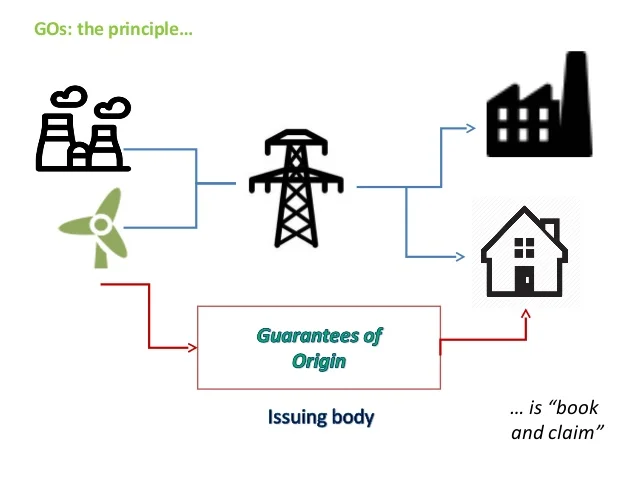 GOs: the principle…
Guarantees of
Origin
Issuing body
… is “book
and claim”